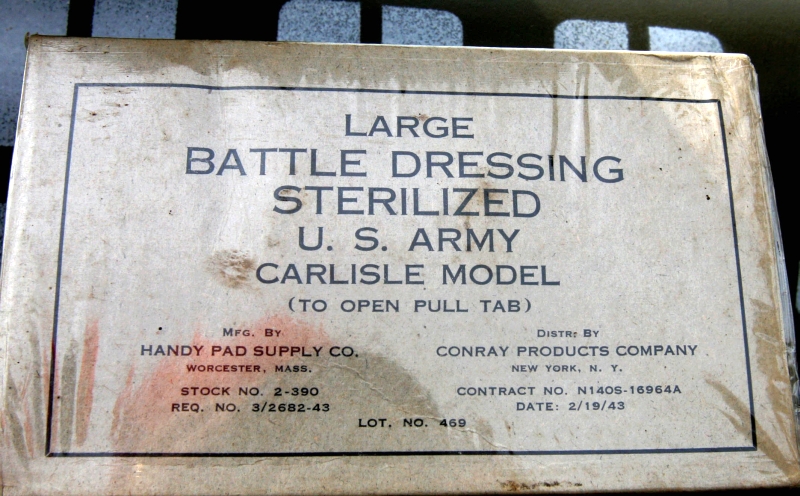 LARGE
BATTLE DRESSING
STERILIZED
U. S. ARMY
CARLISLE MODEL
(TO OPEN PULL TAB)
MFG. BY
HANDY PAD SUPPLY CO.
WORCESTER, MASS.
STOCK NO. 2-390
REQ. NO. 3/2682-43
DISTR: BY
CONRAY PRODUCTS COMPANY
NEW YORK, N. Y.
CONTRACT NO. N140S-16964A
DATE: 2/19/43
LOT, NO. 469